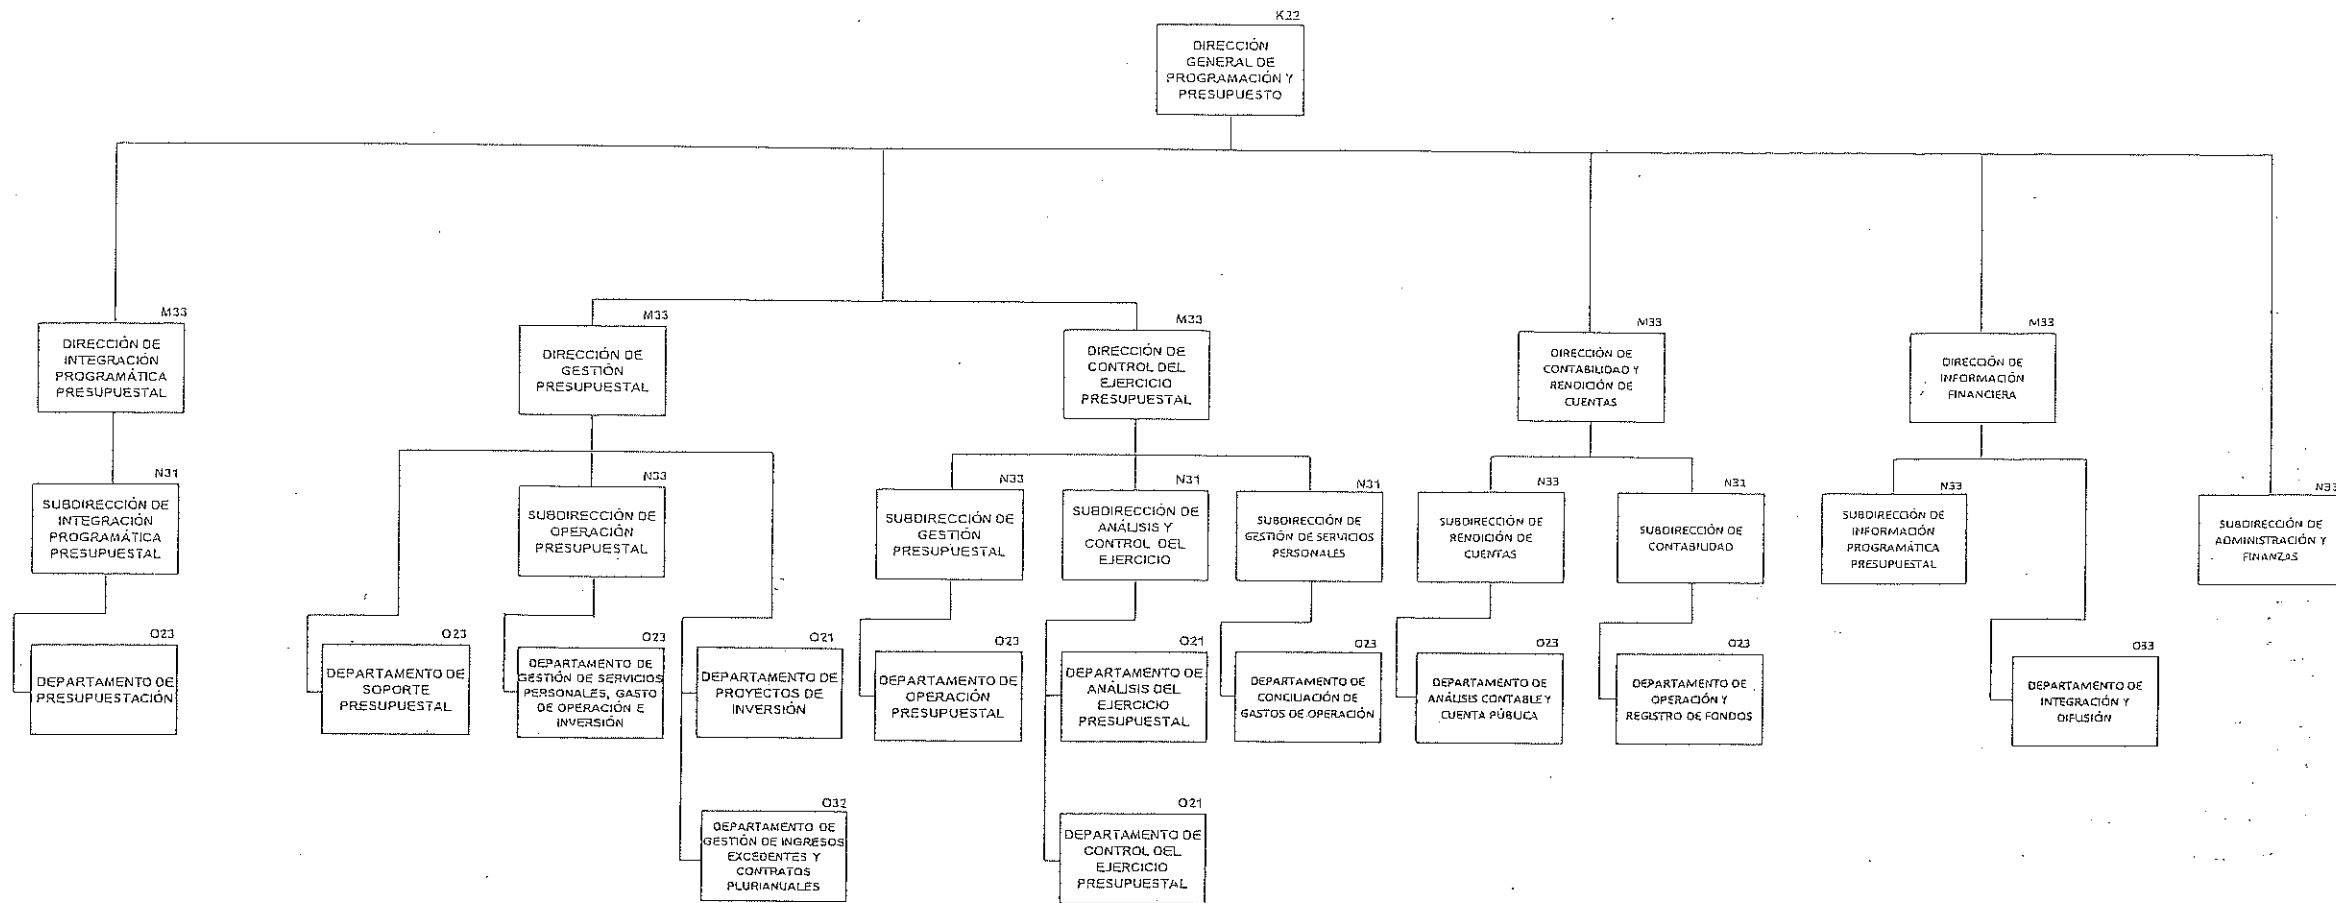 K22
DIRECCIÓN
GENERAL DE
PROGRAMACIÓN Y
PRESUPUESTO
M33
DIRECCIÓN DE
INTEGRACIÓN
PROGRAMÁTICA
PRESUPUESTAL
M33
DIRECCIÓN DE
GESTIÓN
PRESUPUESTAL
M33
DIRECCIÓN DE
CONTROL DEL
EJERCICIO
PRESUPUESTAL
M33
DIRECCIÓN DE
CONTABILIDAD Y
RENDICIÓN DE
CUENTAS
M33
DIRECCIÓN DE
INFORMACIÓN
FINANCIERA
N31
SUBDIRECCIÓN DE
INTEGRACIÓN
PROGRAMÁTICA
PRESUPUESTAL
N33
SUBDIRECCIÓN DE
OPERACIÓN
PRESUPUESTAL
N33
SUBDIRECCIÓN DE
GESTIÓN
PRESUPUESTAL
N31
SUBDIRECCIÓN DE
ANÁLISIS Y
CONTROL DEL
EJERCICIO
N31
SUBDIRECCIÓN DE
GESTIÓN DE SERVICIOS
PERSONALES
N33
SUBDIRECCIÓN DE
RENDICIÓN DE
CUENTAS
N31
SUBDIRECCIÓN DE
CONTABILIDAD
N33
SUBDIRECCIÓN DE
INFORMACIÓN
PROGRAMÁTICA
PRESUPUESTAL
N33
SUBDIRECCIÓN DE
ADMINISTRACIÓN Y
FINANZAS
O23
DEPARTAMENTO DE
PRESUPUESTACIÓN
O23
DEPARTAMENTO DE
SOPORTE
PRESUPUESTAL
O23
DEPARTAMENTO DE
GESTIÓN DE SERVICIOS
PERSONALES, GASTO
DE OPERACIÓN E
INVERSIÓN
O21
DEPARTAMENTO DE
PROYECTOS DE
INVERSIÓN
O23
DEPARTAMENTO DE
OPERACIÓN
PRESUPUESTAL
O21
DEPARTAMENTO DE
ANÁLISIS DEL
EJERCICIO
PRESUPUESTAL
O23
DEPARTAMENTO DE
CONCILIACIÓN DE
GASTOS DE OPERACIÓN
O23
DEPARTAMENTO DE
ANÁLISIS CONTABLE Y
CUENTA PÚBLICA
O23
DEPARTAMENTO DE
OPERACIÓN Y
REGISTRO DE FONDOS
O33
DEPARTAMENTO DE
INTEGRACIÓN Y
DIFUSIÓN
O32
DEPARTAMENTO DE
GESTIÓN DE INGRESOS
EXCEDENTES Y
CONTRATOS
PLURIANUALES
O21
DEPARTAMENTO DE
CONTROL DEL
EJERCICIO
PRESUPUESTAL